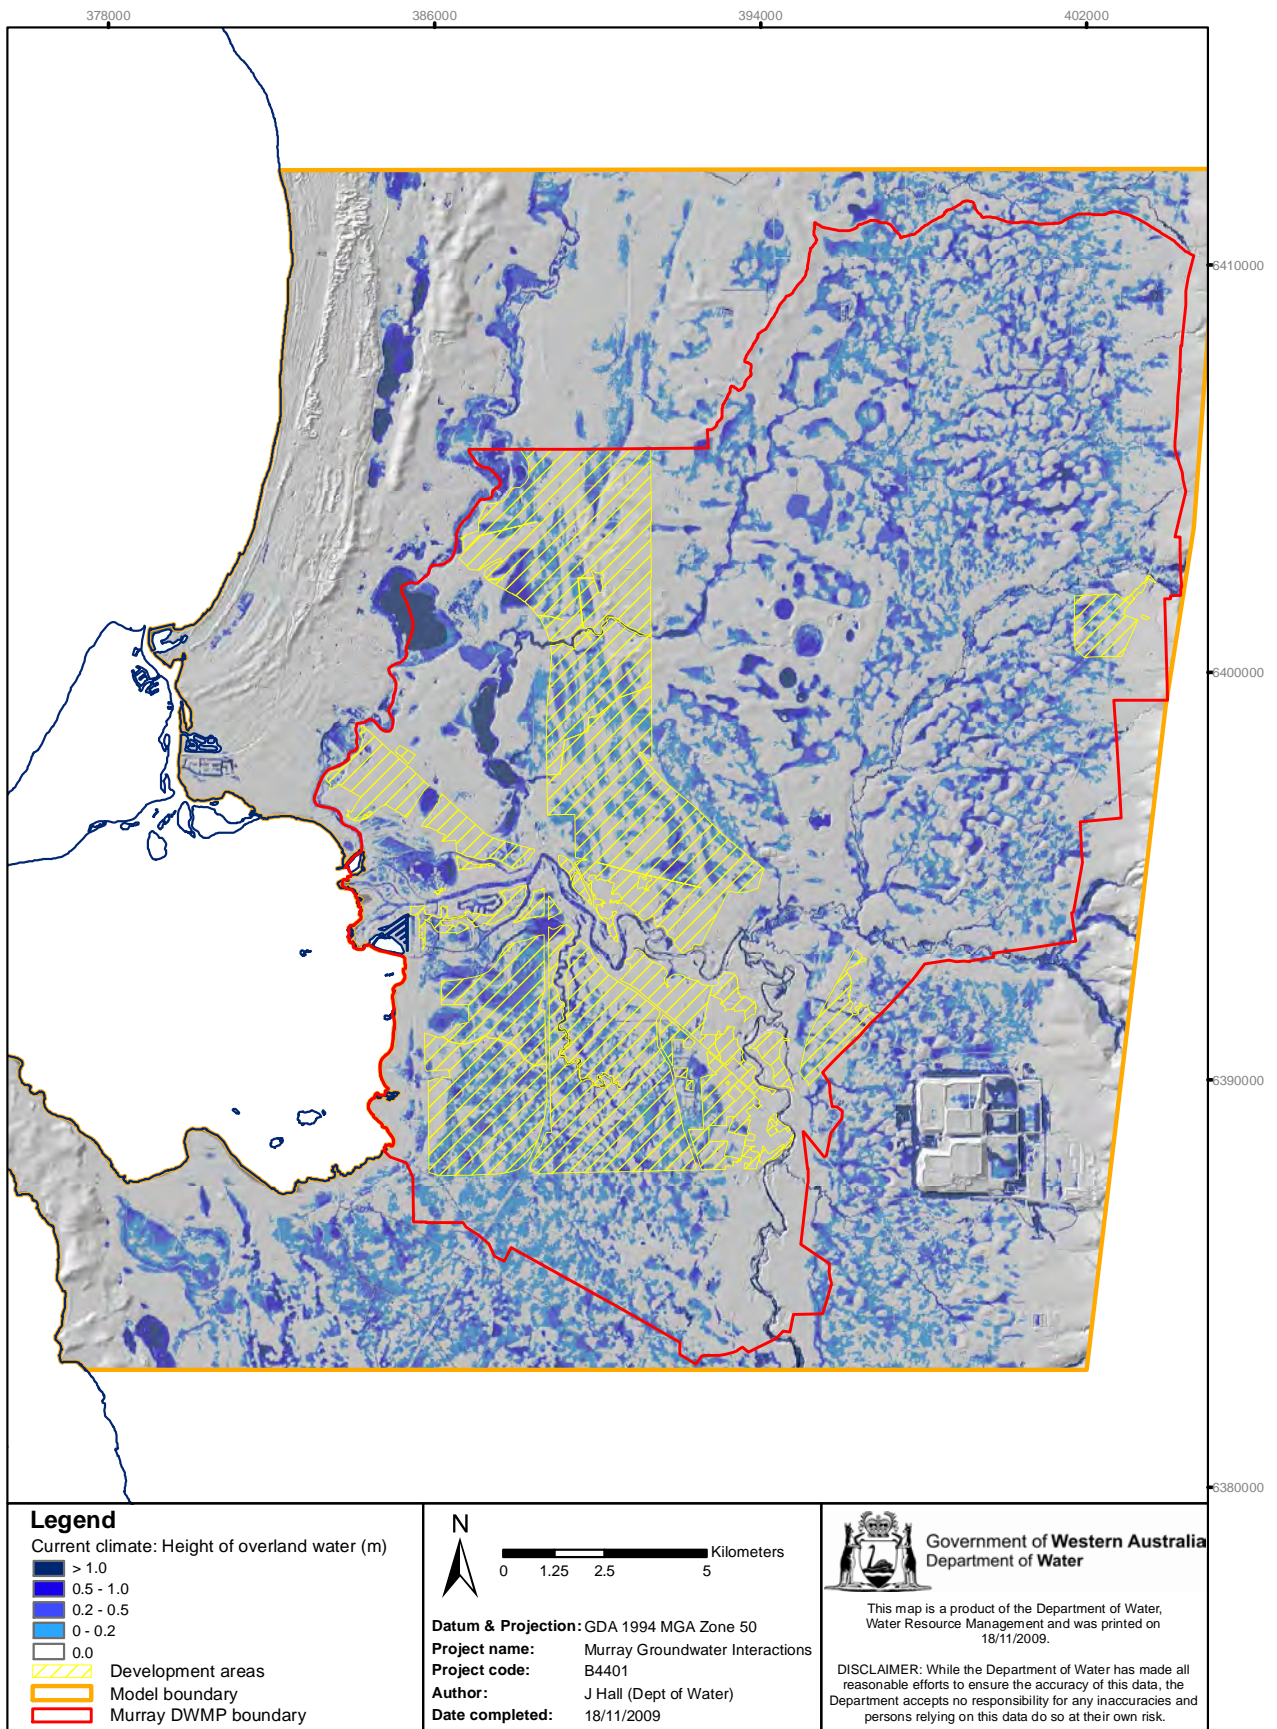 378000 386000 394000 402000
6410000
6400000
6390000
6380000
Legend
Current climate: Height of overland water (m)
> 1.0
0.5 - 1.0
0.2 - 0.5
0 - 0.2
0.0
Development areas
Model boundary
Murray DWMP boundary
N
Kilometers
0 1.25 2.5 5
Datum & Projection: GDA 1994 MGA Zone 50
Project name: Murray Groundwater Interactions
Project code: B4401
Author: J Hall (Dept of Water)
Date completed: 18/11/2009
Government of Western Australia
Department of Water
This map is a product of the Department of Water,
Water Resource Management and was printed on
18/11/2009.
DISCLAIMER: While the Department of Water has made all
reasonable efforts to ensure the accuracy of this data, the
Department accepts no responsibility for any inaccuracies and
persons relying on this data do so at their own risk.